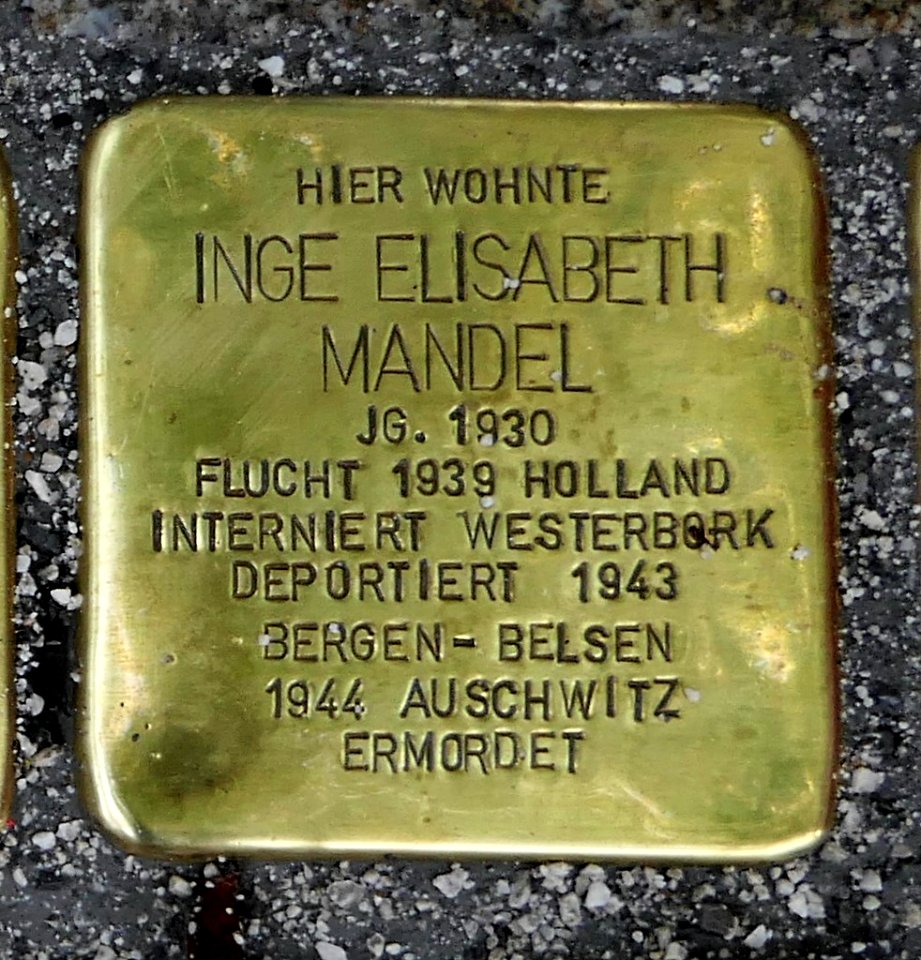 HIER WOHNTE
INGE ELISABETH
MANDEL
JG. 1930
FLUCHT 1939 HOLLAND
INTERNIERT WESTERBORK
DEPORTIERT 1943
BERGEN-BELSEN
1944 AUSCHWITZ
ERMORDET